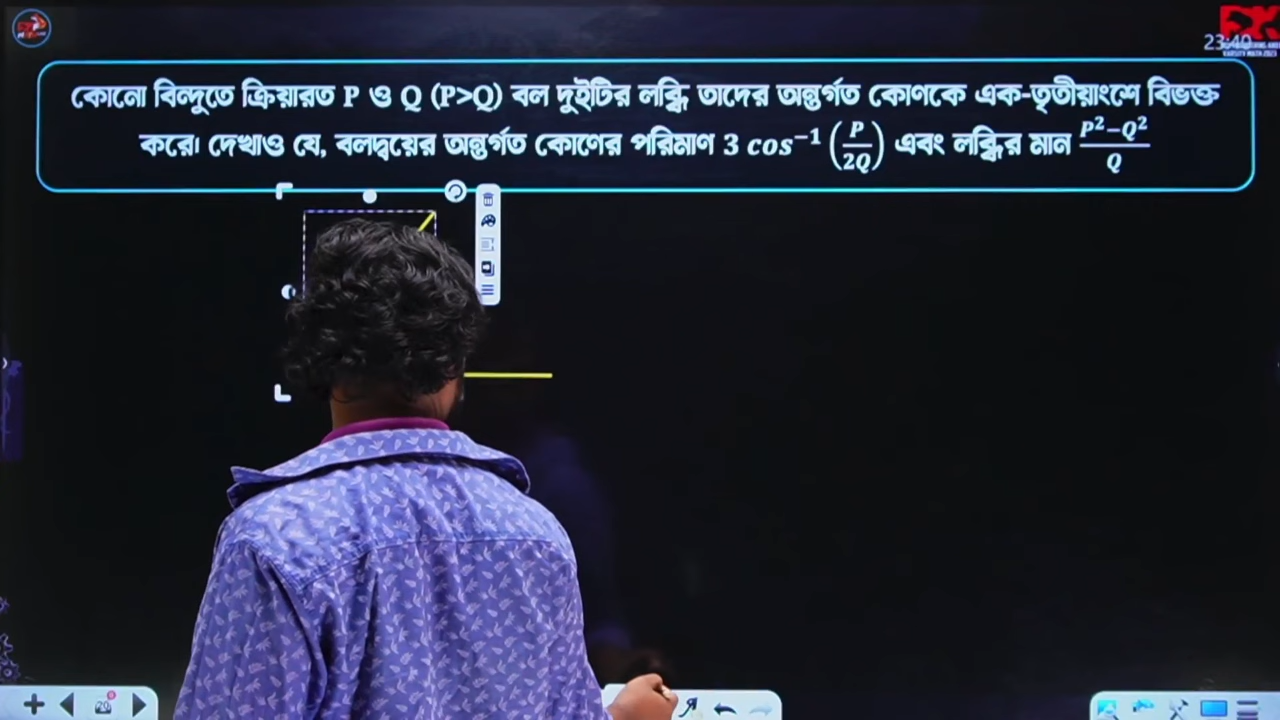 23:40
কোনো বিন্দুতে ক্রিয়ারত P ও Q (P>Q) বল দুইটির লব্ধি তাদের অন্তর্গত কোণকে এক-তৃতীয়াংশে বিভক্ত
করে। দেখাও যে, বলদ্বয়ের অন্তর্গত কোণের পরিমাণ 3 cos⁻¹ (P/2Q) এবং লব্ধির মান P²−Q²/Q